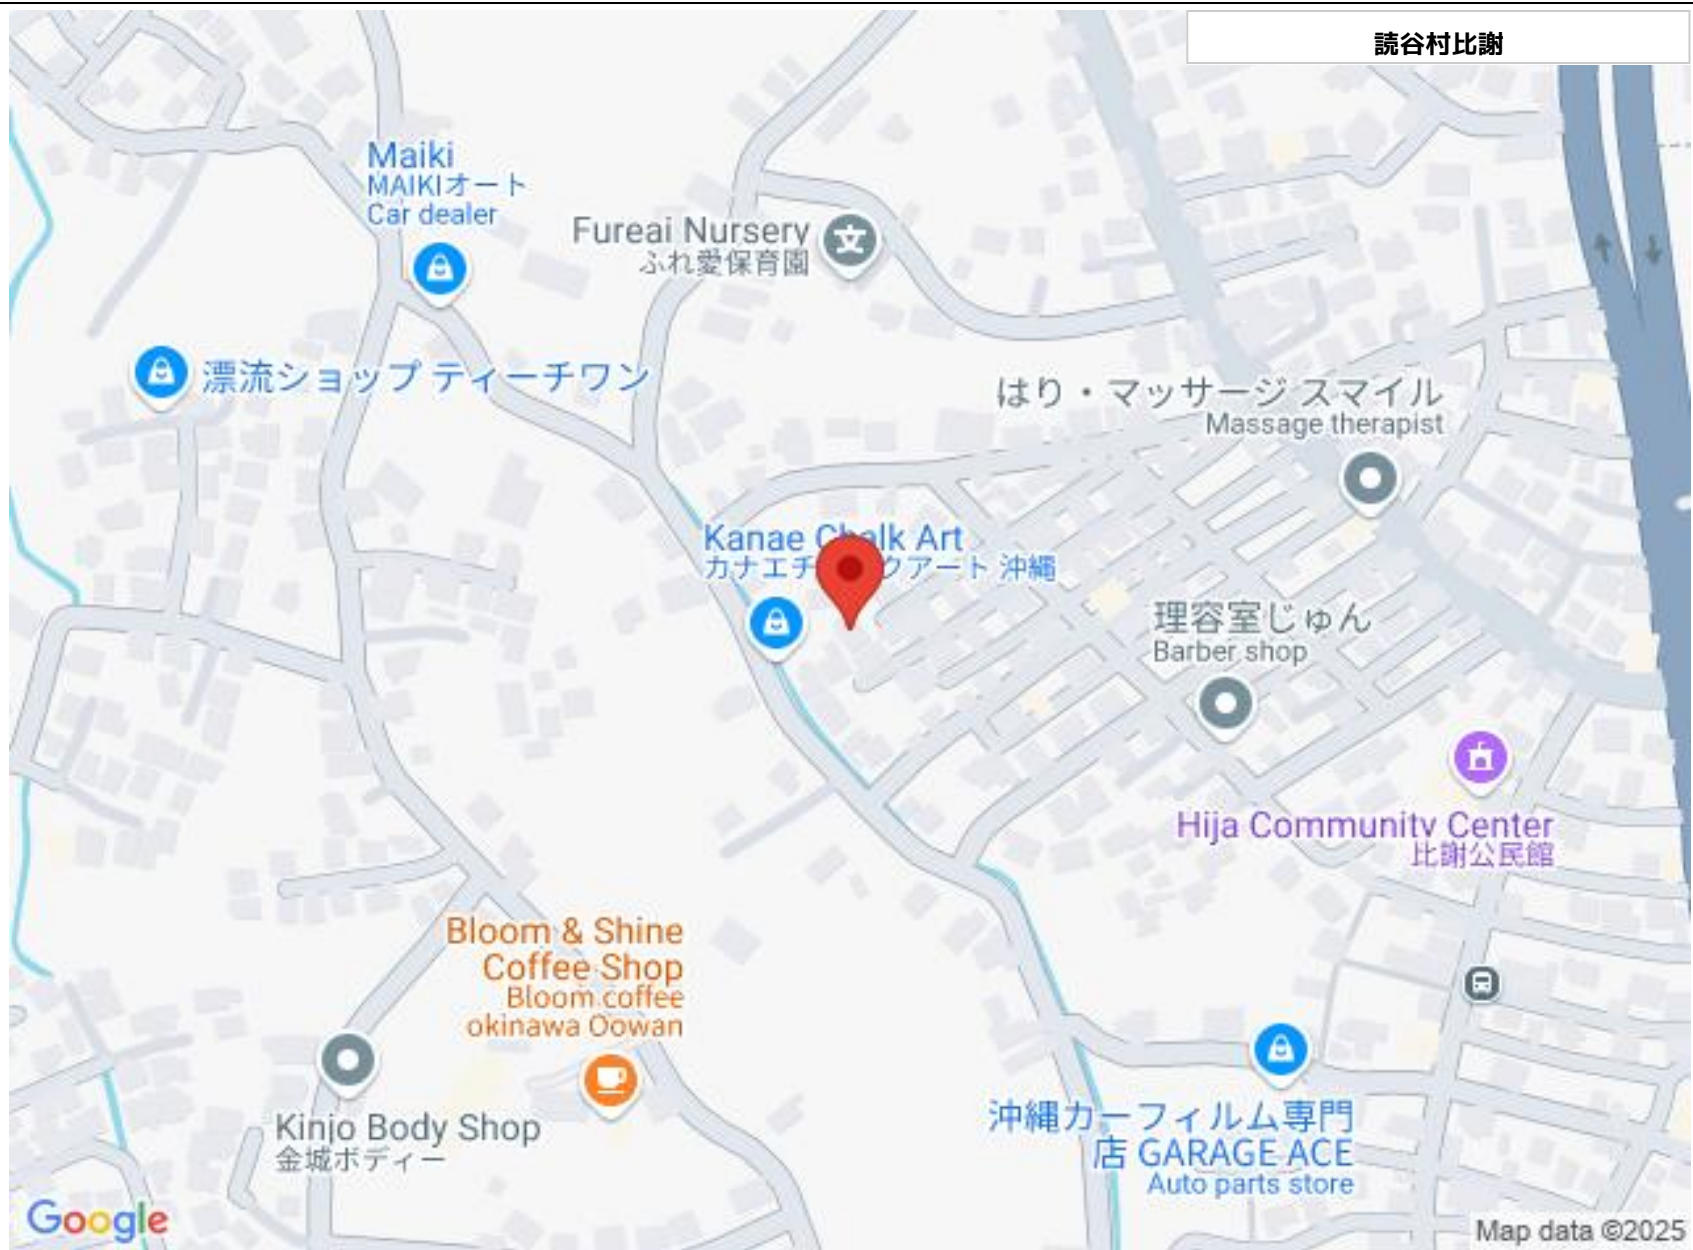 読谷村比謝
Maiki
MAIKIオート
Car dealer
Fureai Nursery
ふれ愛保育園
漂流ショップ ティーチワン
はり・マッサージ スマイル
Massage therapist
Kanae Chalk Art
カナエチ クアート 沖縄
理容室じゅん
Barber shop
Hija Community Center
比謝公民館
Bloom & Shine
Coffee Shop
Bloom coffee
okinawa Oowan
Kinjo Body Shop
金城ボディー
沖縄カーフィルム専門
店 GARAGE ACE
Auto parts store
Google
Map data ©2025